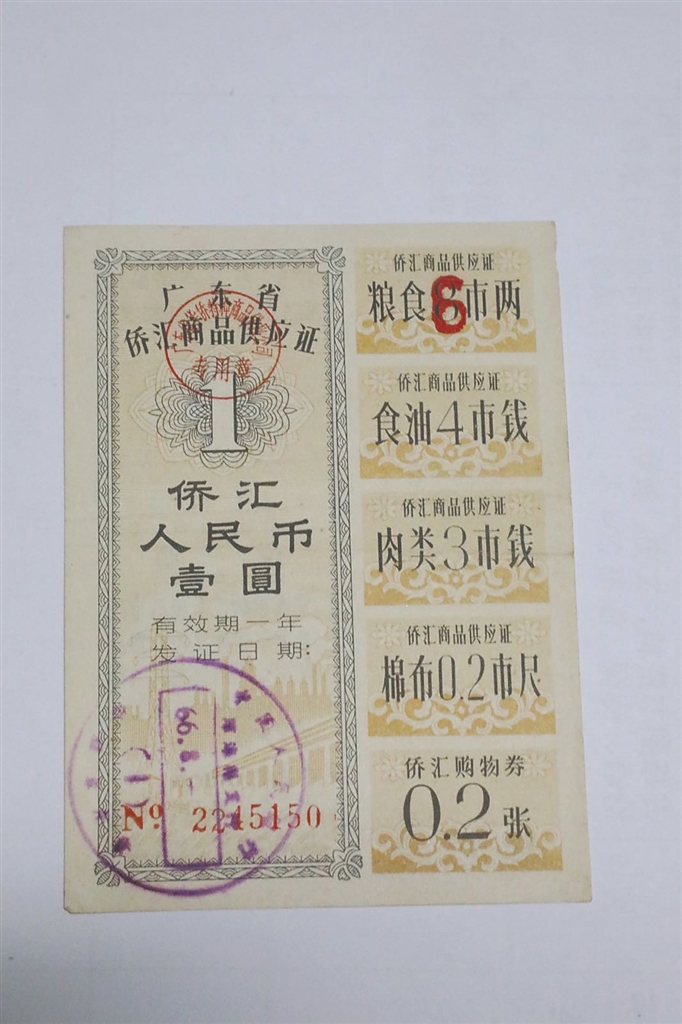 广东省
侨汇商品供应证
专用章
1
侨汇
人民币
壹圆
有效期一年
发证日期:
66.8.-
(1)
No. 2245150
侨汇商品供应证
粮食6市两
侨汇商品供应证
食油4市钱
侨汇商品供应证
肉类3市钱
侨汇商品供应证
棉布0.2市尺
侨汇购物券
0.2张